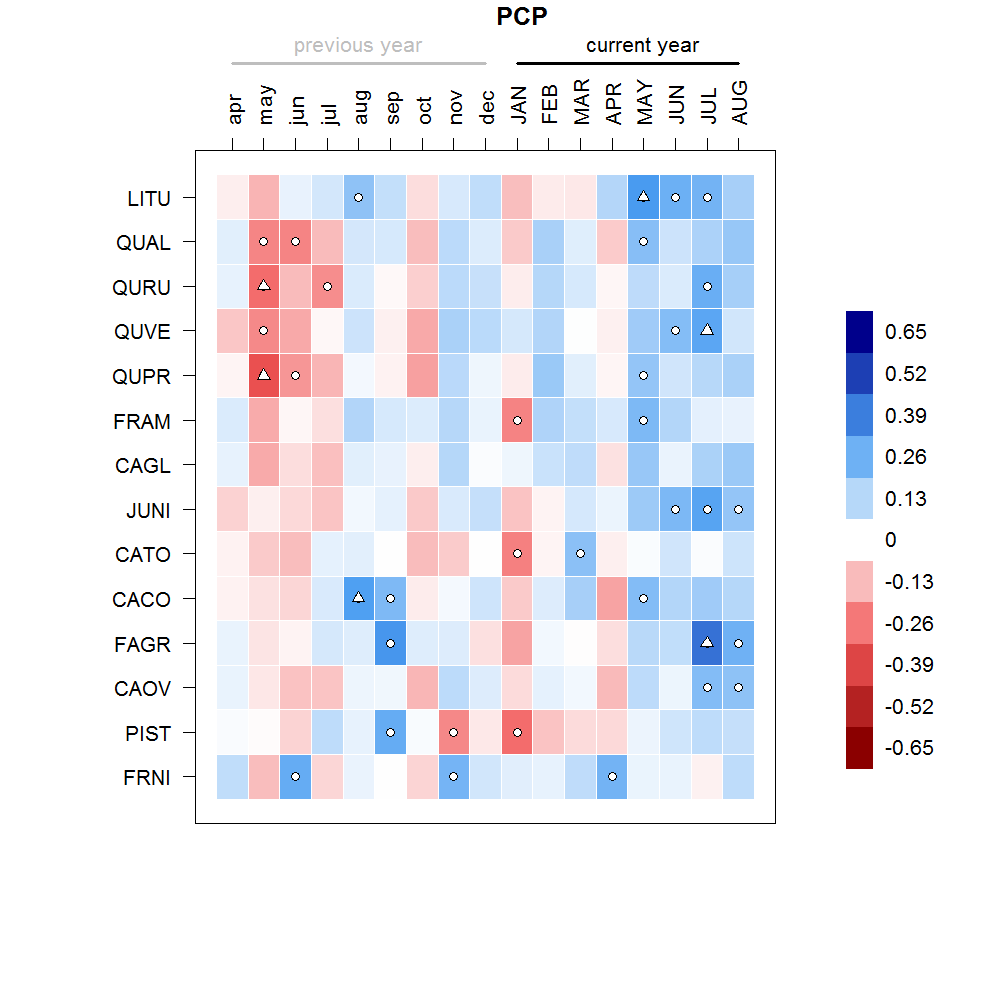 PCP
previous year current year
apr may jun jul aug sep oct nov dec JAN FEB MAR APR MAY JUN JUL AUG
LITU
QUAL
QURU
QUVE
QUPR
FRAM
CAGL
JUNI
CATO
CACO
FAGR
CAOV
PIST
FRNI
0.65
0.52
0.39
0.26
0.13
0
-0.13
-0.26
-0.39
-0.52
-0.65